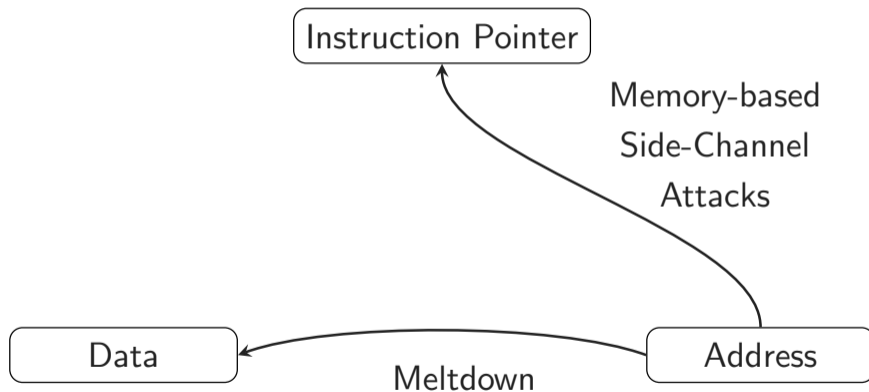 Instruction Pointer
Memory-based
Side-Channel
Attacks
Data
Address
Meltdown